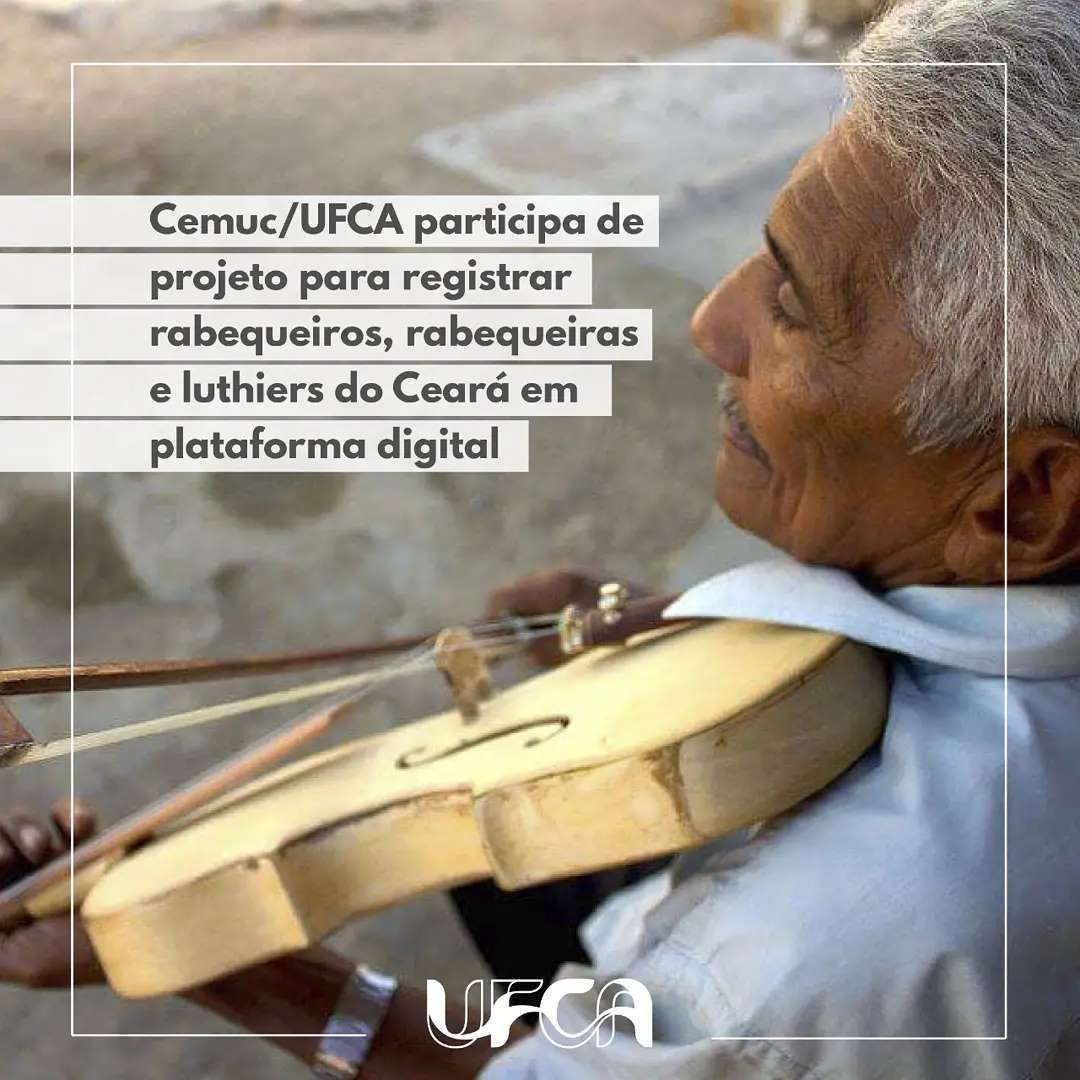 Cemuc/UFCA participa de
projeto para registrar
rabequeiros, rabequeiras
e luthiers do Ceará em
plataforma digital
UFCA